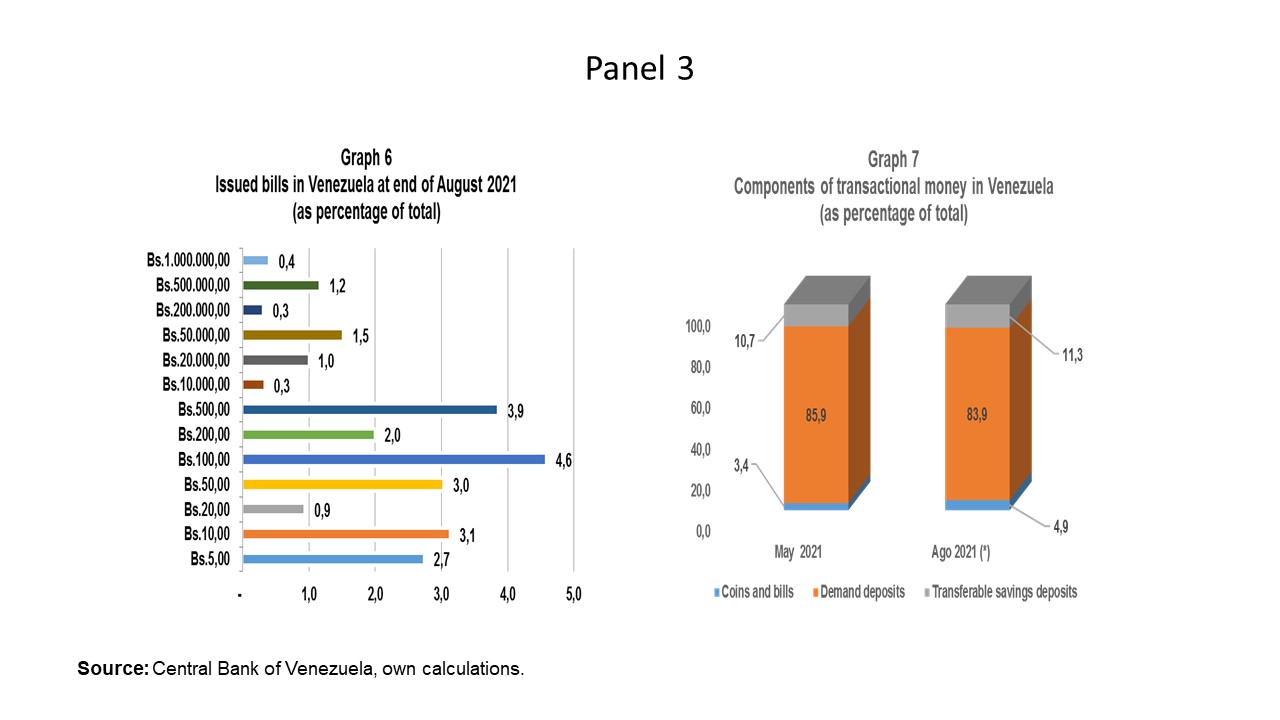 Panel 3
Graph 6
Issued bills in Venezuela at end of August 2021
(as percentage of total)
Bs.1.000.000,00
0,4
Bs.500.000,00
1,2
Bs.200.000,00
0,3
Bs.50.000,00
1,5
Bs.20.000,00
1,0
Bs.10.000,00
0,3
Bs.500,00
3,9
Bs.200,00
2,0
Bs.100,00
4,6
Bs.50,00
3,0
Bs.20,00
0,9
Bs.10,00
3,1
Bs.5,00
2,7
- 1,0 2,0 3,0 4,0 5,0
Graph 7
Components of transactional money in Venezuela
(as percentage of total)
100,0
80,0
60,0
40,0
20,0
0,0
10,7
85,9
3,4
11,3
83,9
4,9
May 2021
Ago 2021 (*)
Coins and bills
Demand deposits
Transferable savings deposits
Source: Central Bank of Venezuela, own calculations.